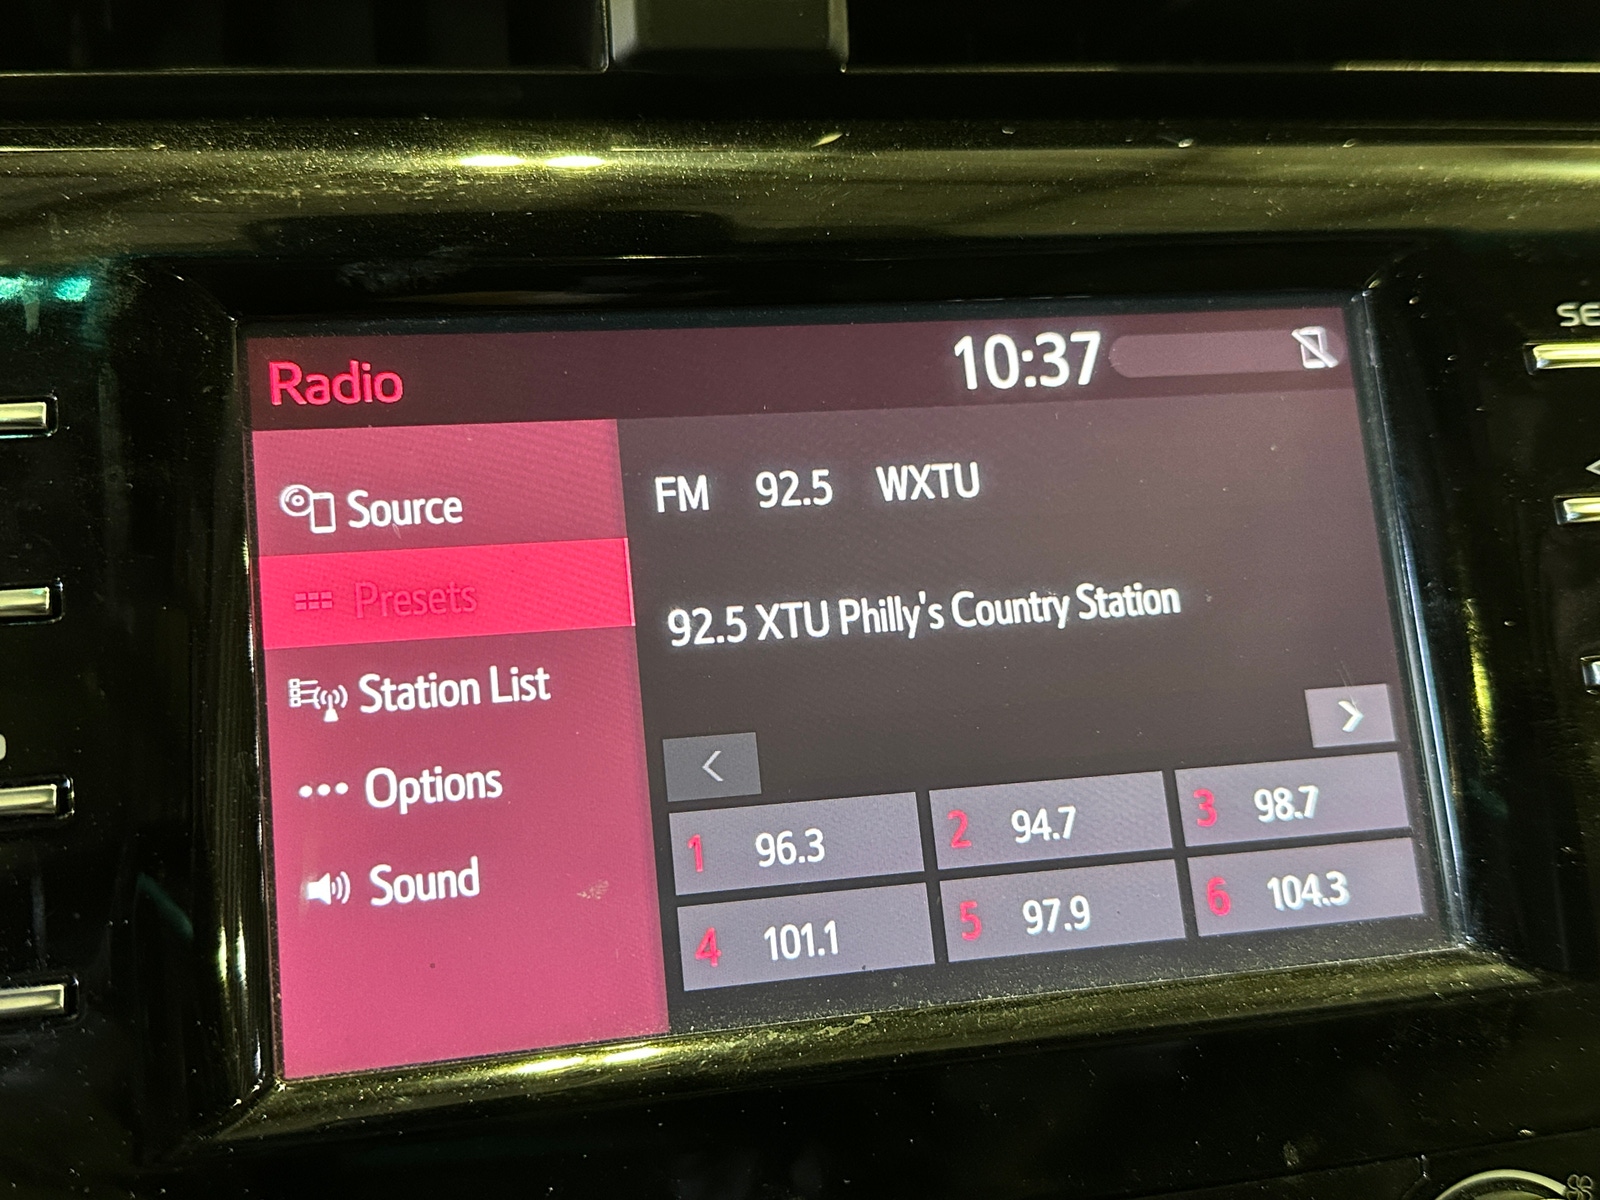 Radio 10:37
Source
Presets
Station List
Options
Sound
FM 92.5 WXTU
92.5 XTU Philly's Country Station
1 96.3
2 94.7
3 98.7
4 101.1
5 97.9
6 104.3